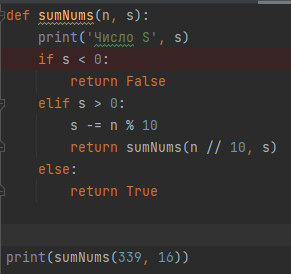 def sumNums(n, s):
    print('Число S', s)
    if s < 0:
        return False
    elif s > 0:
        s -= n % 10
        return sumNums(n // 10, s)
    else:
        return True
print(sumNums(339, 16))